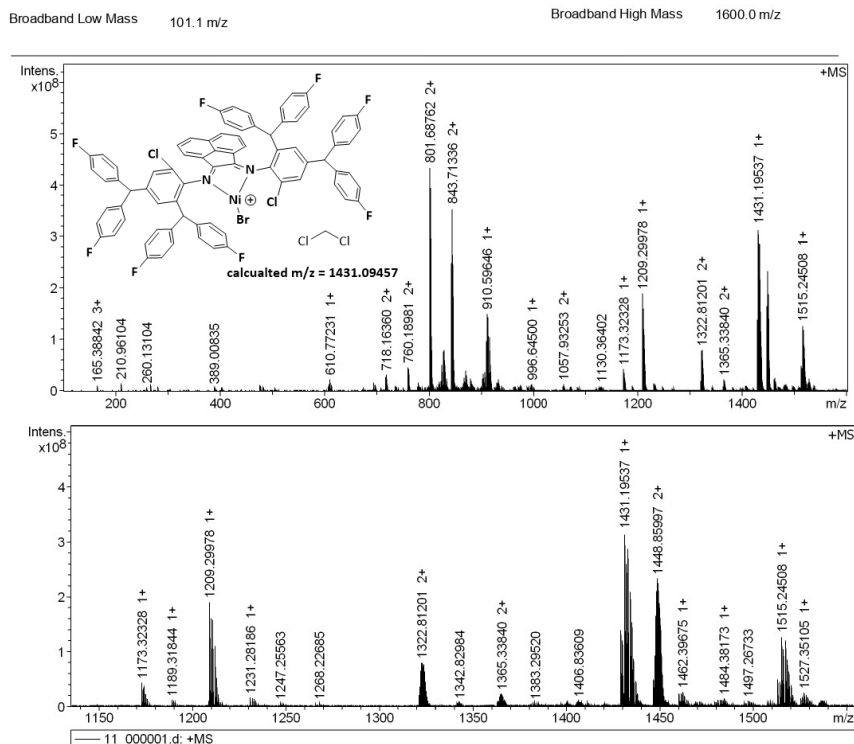 Broadband Low Mass 101.1 m/z Broadband High Mass 1600.0 m/z
Intens.
x10⁸
+MS
5
4
3
2
1
0
165.38842 3+
210.96104
260.13104
389.00835
610.77231 1+
718.16360 2+
760.18981 2+
801.68762 2+
843.71336 2+
910.59646 1+
996.64500 1+
1057.93253 2+
1130.36402
1173.32328 1+
1209.29978 1+
1322.81201 2+
1365.33840 2+
1431.19537 1+
1515.24508 1+
F
F
F
F
F
F
F
F
Cl
N
N
Ni
⊕
Br
Cl
Cl
Cl
calcualted m/z = 1431.09457
200 400 600 800 1000 1200 1400 m/z
Intens.
x10⁸
+MS
4
3
2
1
0
1173.32328 1+
1189.31844 1+
1209.29978 1+
1231.28186 1+
1247.25563
1268.22685
1322.81201 2+
1342.82984
1365.33840 2+
1383.29520
1406.83609
1431.19537 1+
1448.85997 2+
1462.39675 1+
1484.38173 1+
1497.26733
1515.24508 1+
1527.35105 1+
1150 1200 1250 1300 1350 1400 1450 1500 m/z
11_000001.d: +MS